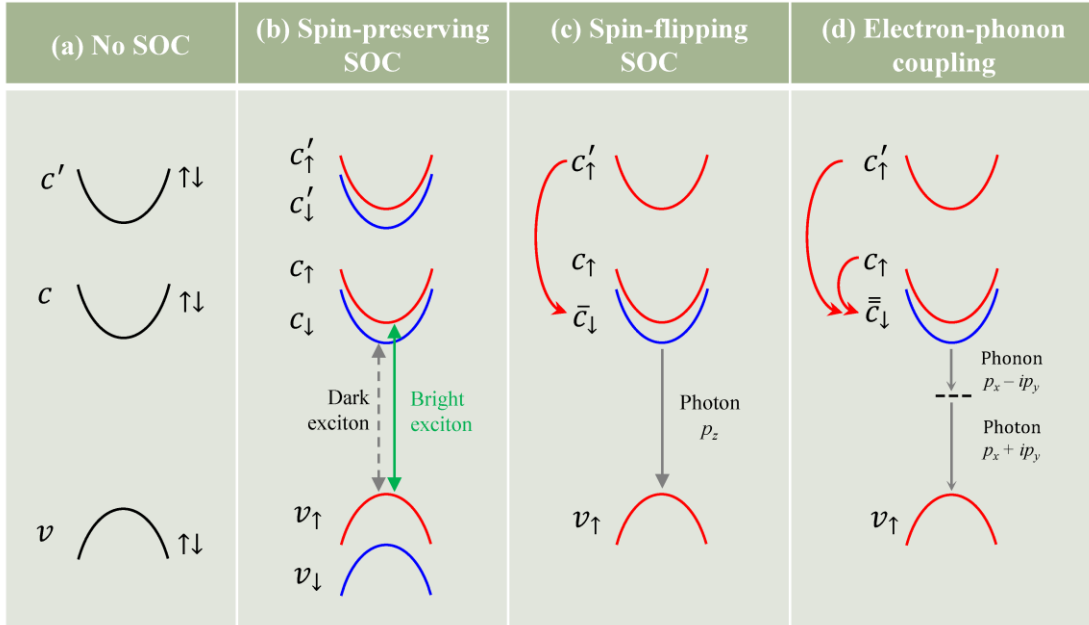 (a) No SOC
(b) Spin-preserving
SOC
(c) Spin-flipping
SOC
(d) Electron-phonon
coupling
c′
↑↓
c
↑↓
v
↑↓
c′↑
c′↓
c↑
c↓
Dark
exciton
Bright
exciton
v↑
v↓
c′↑
c↑
c̄↓
Photon
pz
v↑
c′↑
c↑
c̿↓
Phonon
px − ipy
Photon
px + ipy
v↑